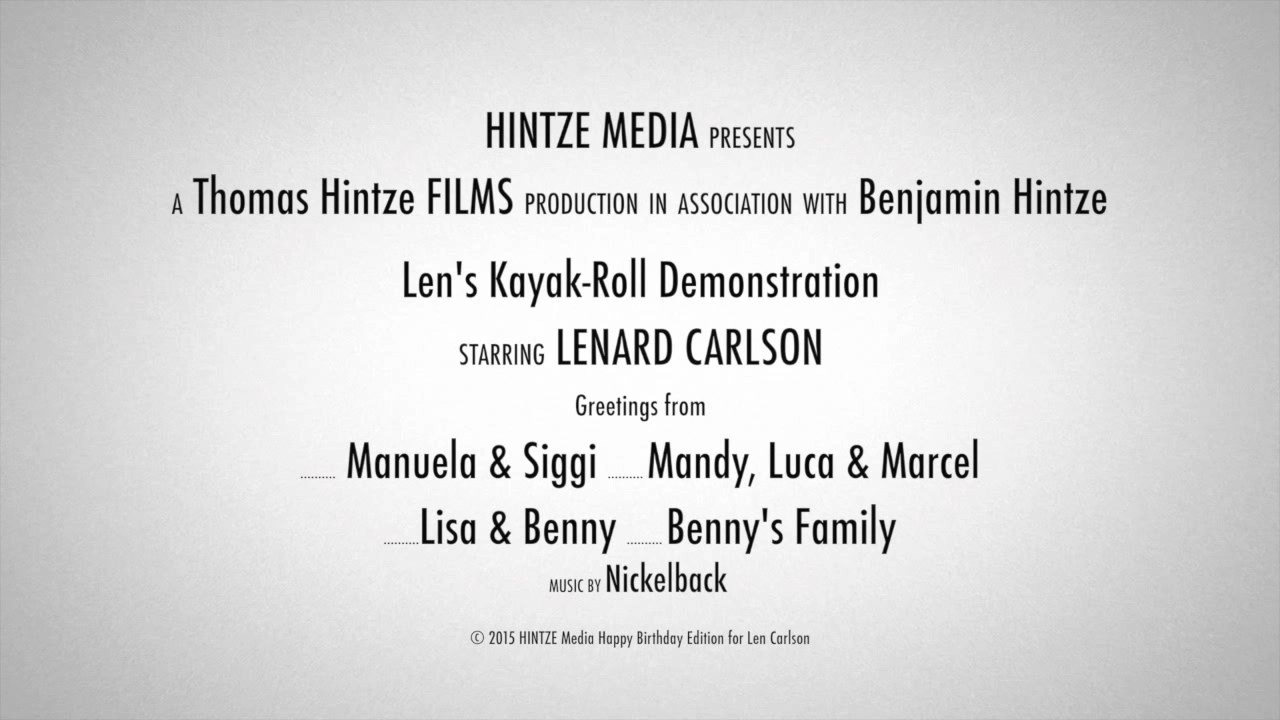 HINTZE MEDIA PRESENTS
A Thomas Hintze FILMS PRODUCTION IN ASSOCIATION WITH Benjamin Hintze
Len's Kayak-Roll Demonstration
STARRING LENARD CARLSON
Greetings from
.......... Manuela & Siggi .......... Mandy, Luca & Marcel
..........Lisa & Benny .......... Benny's Family
MUSIC BY Nickelback
© 2015 HINTZE Media Happy Birthday Edition for Len Carlson